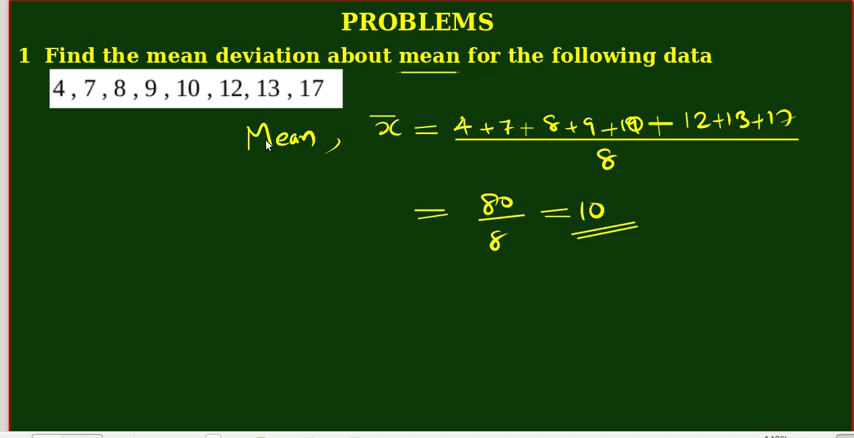 PROBLEMS
1 Find the mean deviation about mean for the following data
4 , 7 , 8 , 9 , 10 , 12, 13 , 17
Mean, x̅ = 4+7+8+9+10+12+13+17 / 8
= 80/8 = 10